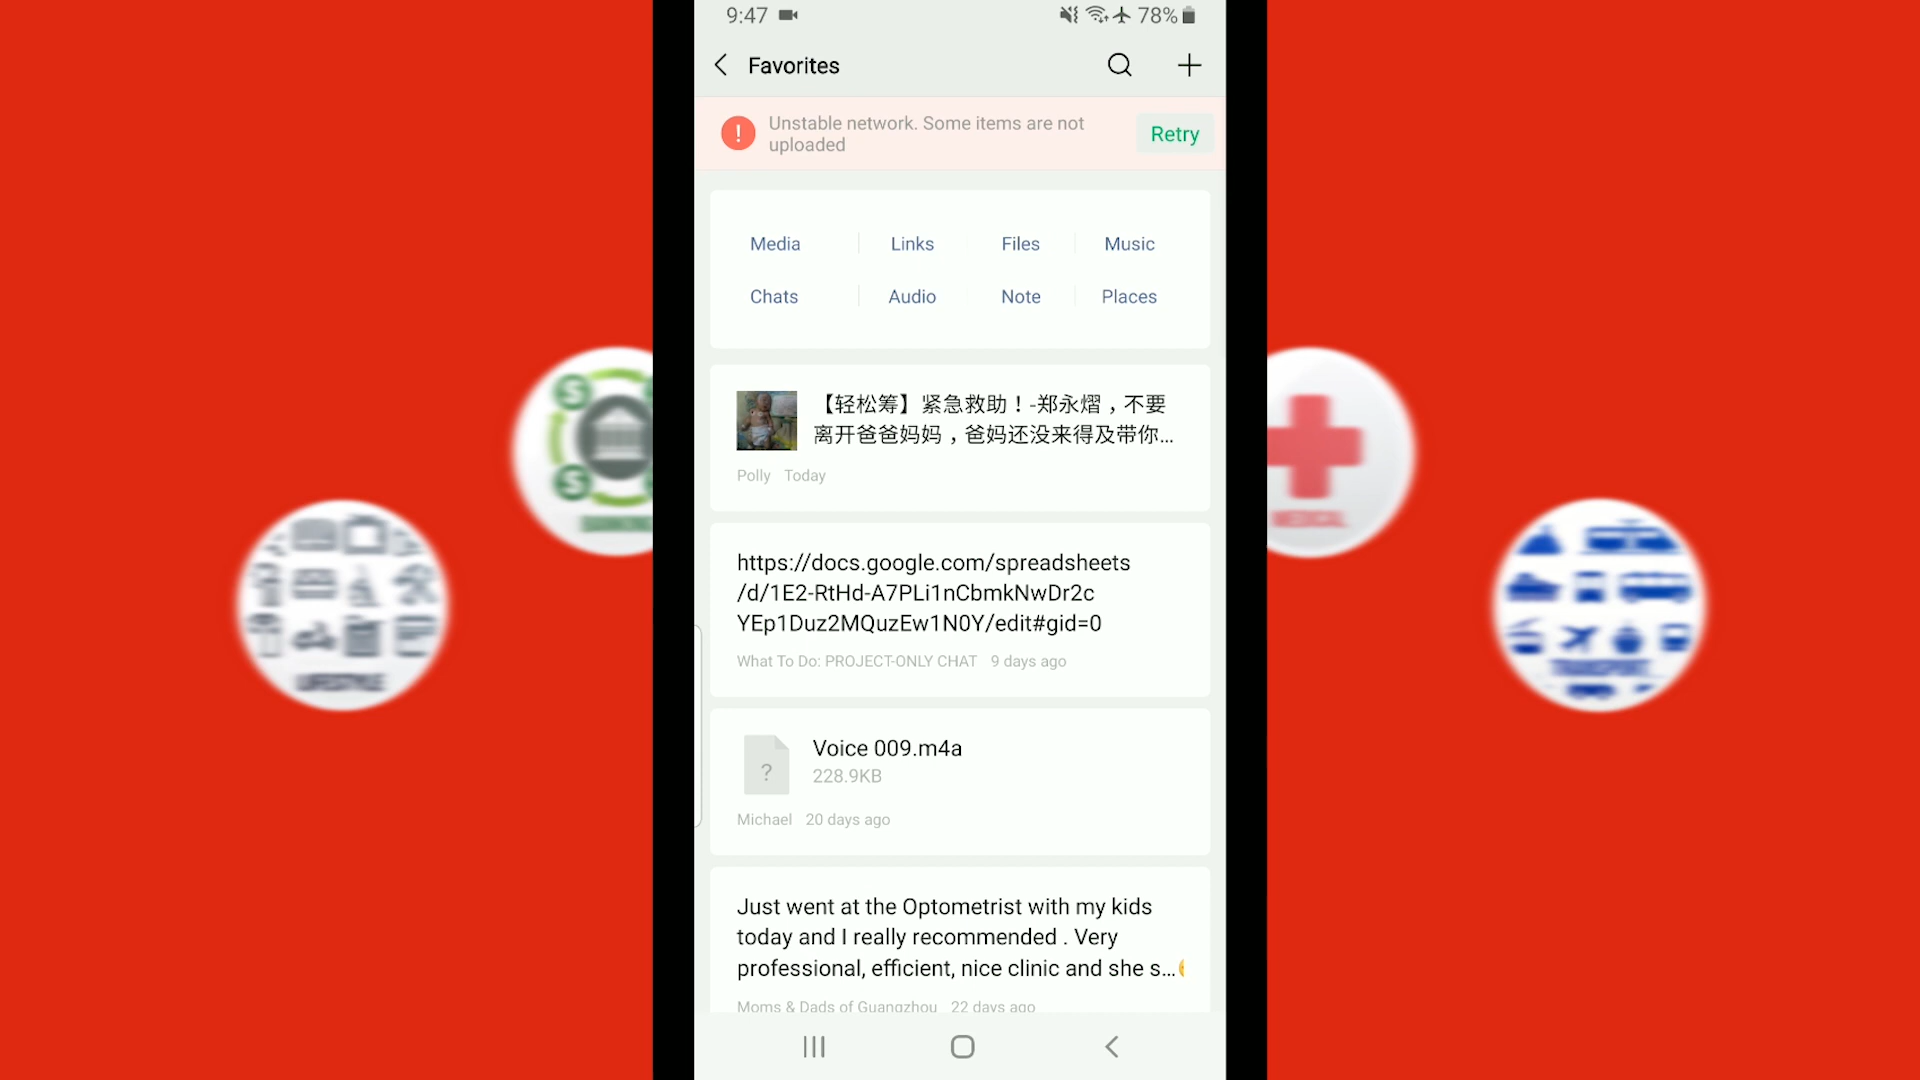 9:47
78%
Favorites
Unstable network. Some items are not
uploaded
Retry
Media Links Files Music
Chats Audio Note Places
【轻松筹】紧急救助！-郑永熠，不要
离开爸爸妈妈，爸妈还没来得及带你...
Polly Today
https://docs.google.com/spreadsheets
/d/1E2-RtHd-A7PLi1nCbmkNwDr2c
YEp1Duz2MQuzEw1N0Y/edit#gid=0
What To Do: PROJECT-ONLY CHAT 9 days ago
?
Voice 009.m4a
228.9KB
Michael 20 days ago
Just went at the Optometrist with my kids
today and I really recommended . Very
professional, efficient, nice clinic and she s...
Moms & Dads of Guangzhou 22 days ago
LIFESTYLE
MEDICAL
TRANSPORT